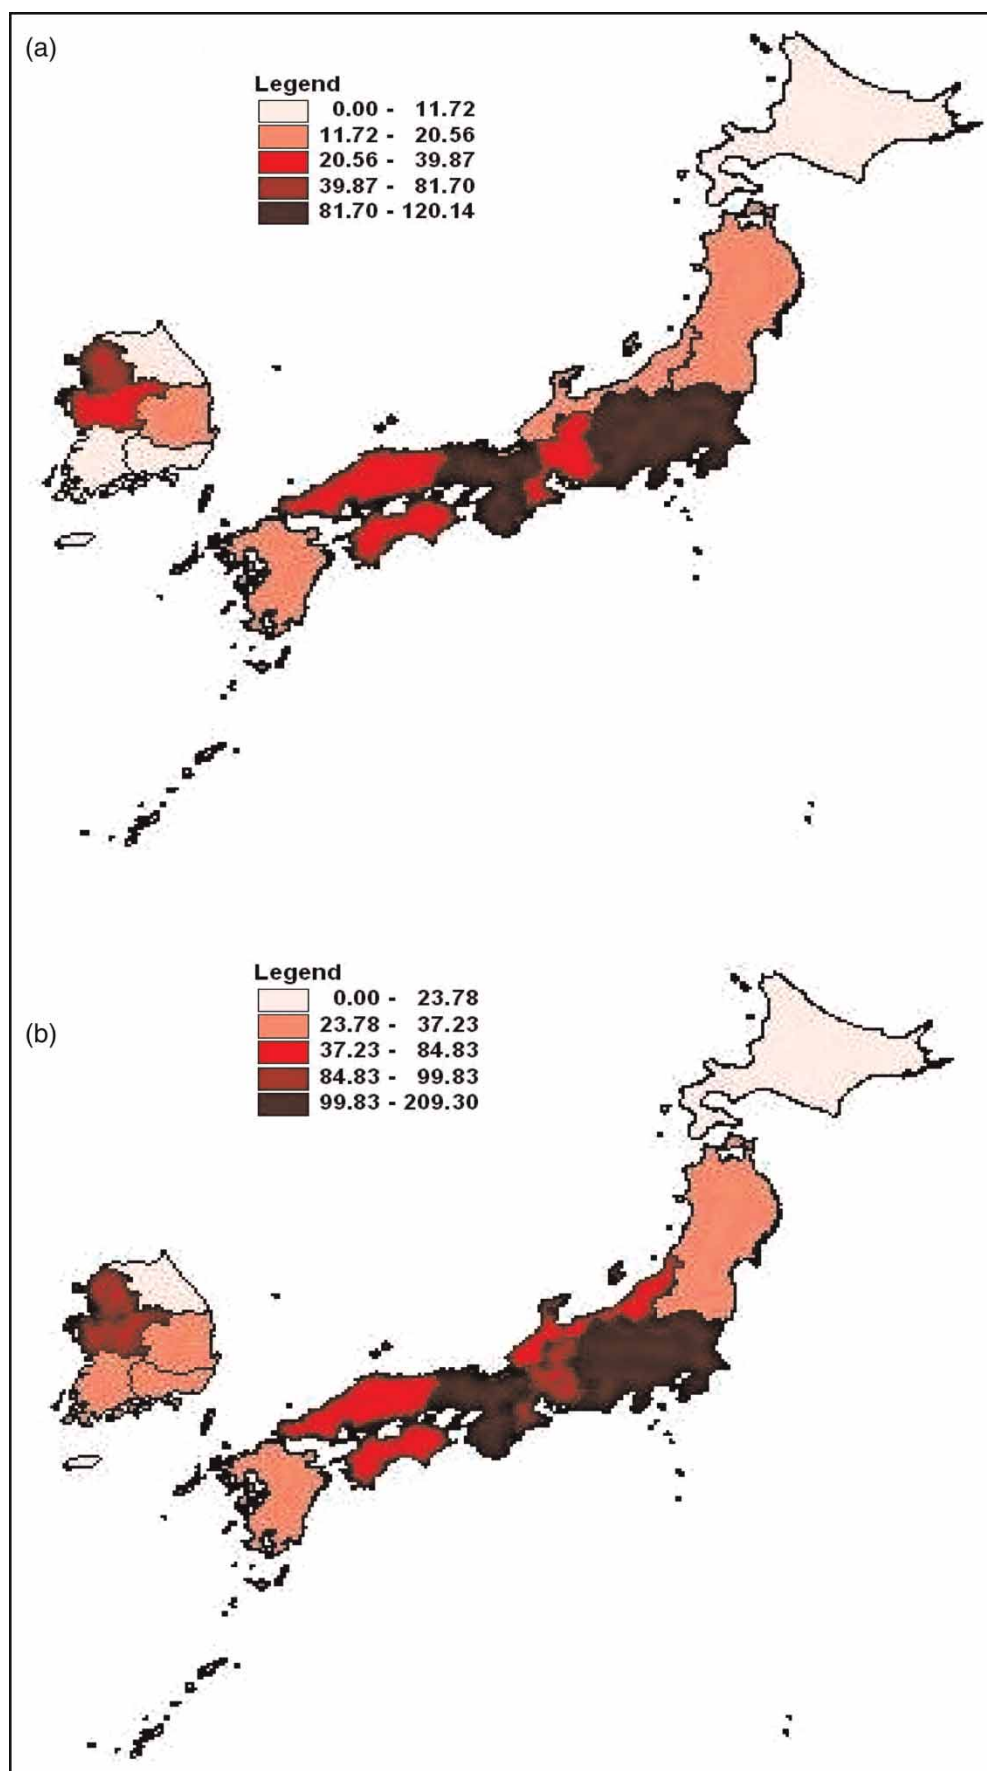 (a)
Legend
0.00 - 11.72
11.72 - 20.56
20.56 - 39.87
39.87 - 81.70
81.70 - 120.14
Legend
0.00 - 23.78
(b)
23.78 - 37.23
37.23 - 84.83
84.83 - 99.83
99.83 - 209.30